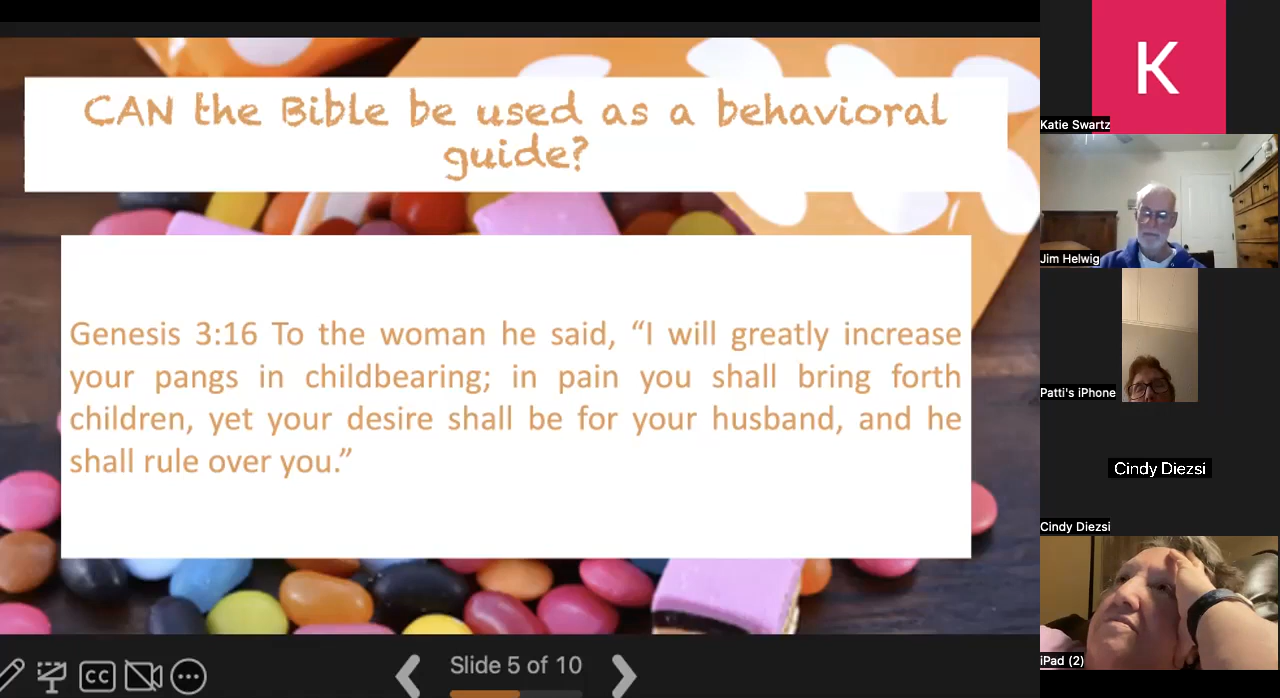 CAN the Bible be used as a behavioral
guide?
Genesis 3:16 To the woman he said, “I will greatly increase
your pangs in childbearing; in pain you shall bring forth
children, yet your desire shall be for your husband, and he
shall rule over you.”
CC
Slide 5 of 10
K
Katie Swartz
Jim Helwig
Patti's iPhone
Cindy Diezsi
Cindy Diezsi
iPad (2)